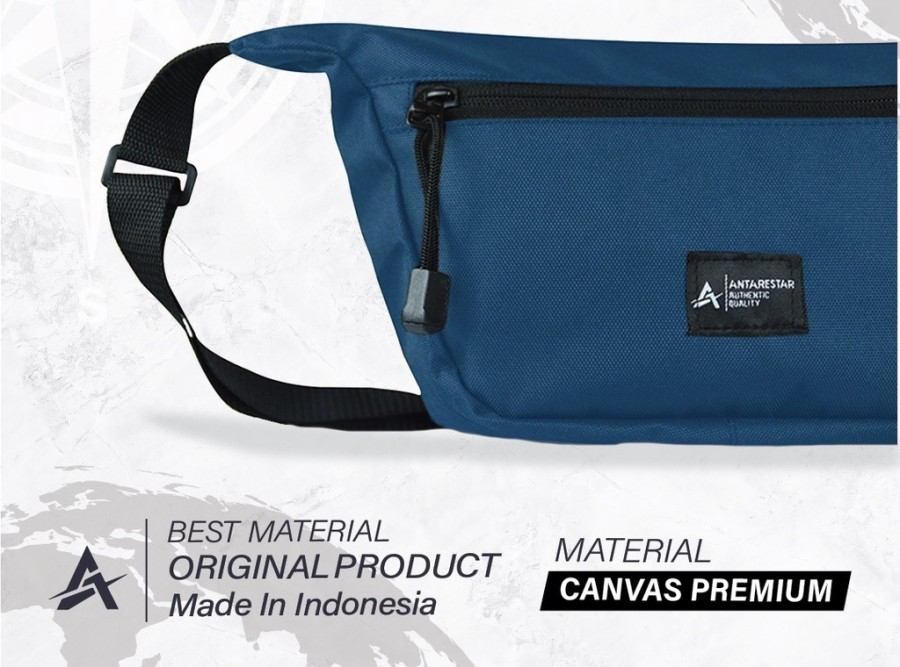 ANTARESTAR
AUTHENTIC
QUALITY
S
BEST MATERIAL
ORIGINAL PRODUCT
Made In Indonesia
MATERIAL
CANVAS PREMIUM